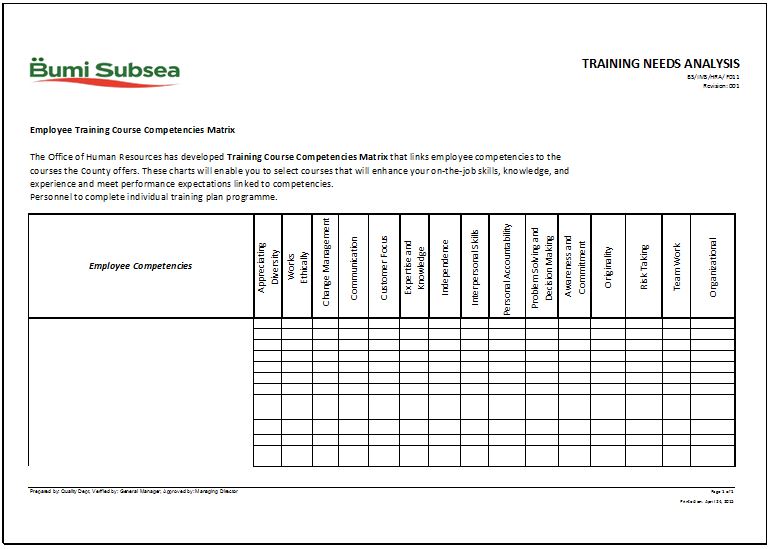 Bumi Subsea
TRAINING NEEDS ANALYSIS
BS/IMS/HRA/ F011
Revision: 001
Employee Training Course Competencies Matrix
The Office of Human Resources has developed Training Course Competencies Matrix that links employee competencies to the
courses the County offers. These charts will enable you to select courses that will enhance your on-the-job skills, knowledge, and
experience and meet performance expectations linked to competencies.
Personnel to complete individual training plan programme.
Employee Competencies
Appreciating
Diversity
Works
Ethically
Change Management
Communication
Customer Focus
Expertise and
Knowledge
Independence
Interpersonal Skills
Personal Accountability
Problem Solving and
Decision Making
Awareness and
Commitment
Originality
Risk Taking
Team Work
Organizational
Prepared by: Quality Dept; Verified by: General Manager; Approved by: Managing Director
Page 1 of 1
Printed on: April